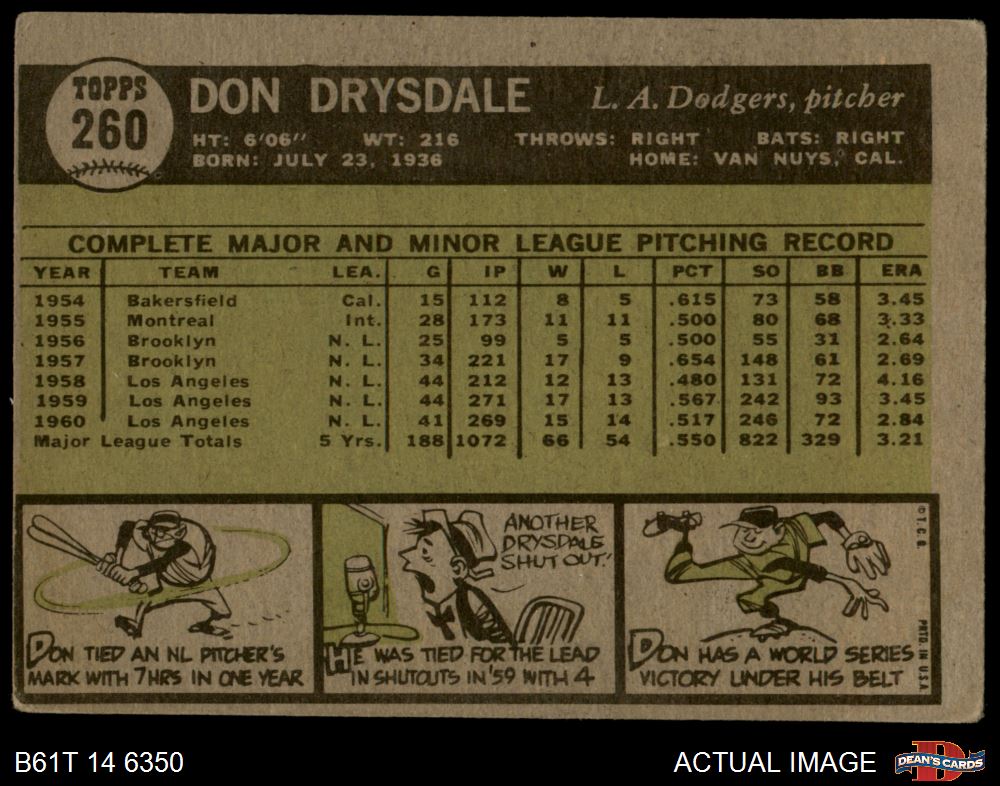 TOPPS
260
DON DRYSDALE L. A. Dodgers, pitcher
HT: 6'06" WT: 216 THROWS: RIGHT BATS: RIGHT
BORN: JULY 23, 1936 HOME: VAN NUYS, CAL.
COMPLETE MAJOR AND MINOR LEAGUE PITCHING RECORD
YEAR TEAM LEA. G IP W L PCT SO BB ERA
1954 Bakersfield Cal. 15 112 8 5 .615 73 58 3.45
1955 Montreal Int. 28 173 11 11 .500 80 68 3.33
1956 Brooklyn N. L. 25 99 5 5 .500 55 31 2.64
1957 Brooklyn N. L. 34 221 17 9 .654 148 61 2.69
1958 Los Angeles N. L. 44 212 12 13 .480 131 72 4.16
1959 Los Angeles N. L. 44 271 17 13 .567 242 93 3.45
1960 Los Angeles N. L. 41 269 15 14 .517 246 72 2.84
Major League Totals 5 Yrs. 188 1072 66 54 .550 822 329 3.21
DON TIED AN NL PITCHER'S
MARK WITH 7 HRS IN ONE YEAR
ANOTHER
DRYSDALE
SHUT OUT!
HE WAS TIED FOR THE LEAD
IN SHUTOUTS IN '59 WITH 4
DON HAS A WORLD SERIES
VICTORY UNDER HIS BELT
© T. C. G.
PRTD IN U.S.A.
B61T 14 6350
ACTUAL IMAGE
DEAN'S CARDS